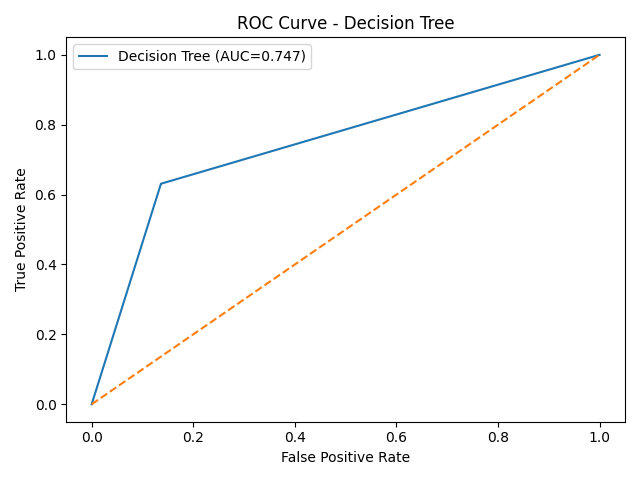 ROC Curve - Decision Tree
Decision Tree (AUC=0.747)
1.0
0.8
0.6
0.4
0.2
0.0
True Positive Rate
0.0 0.2 0.4 0.6 0.8 1.0
False Positive Rate